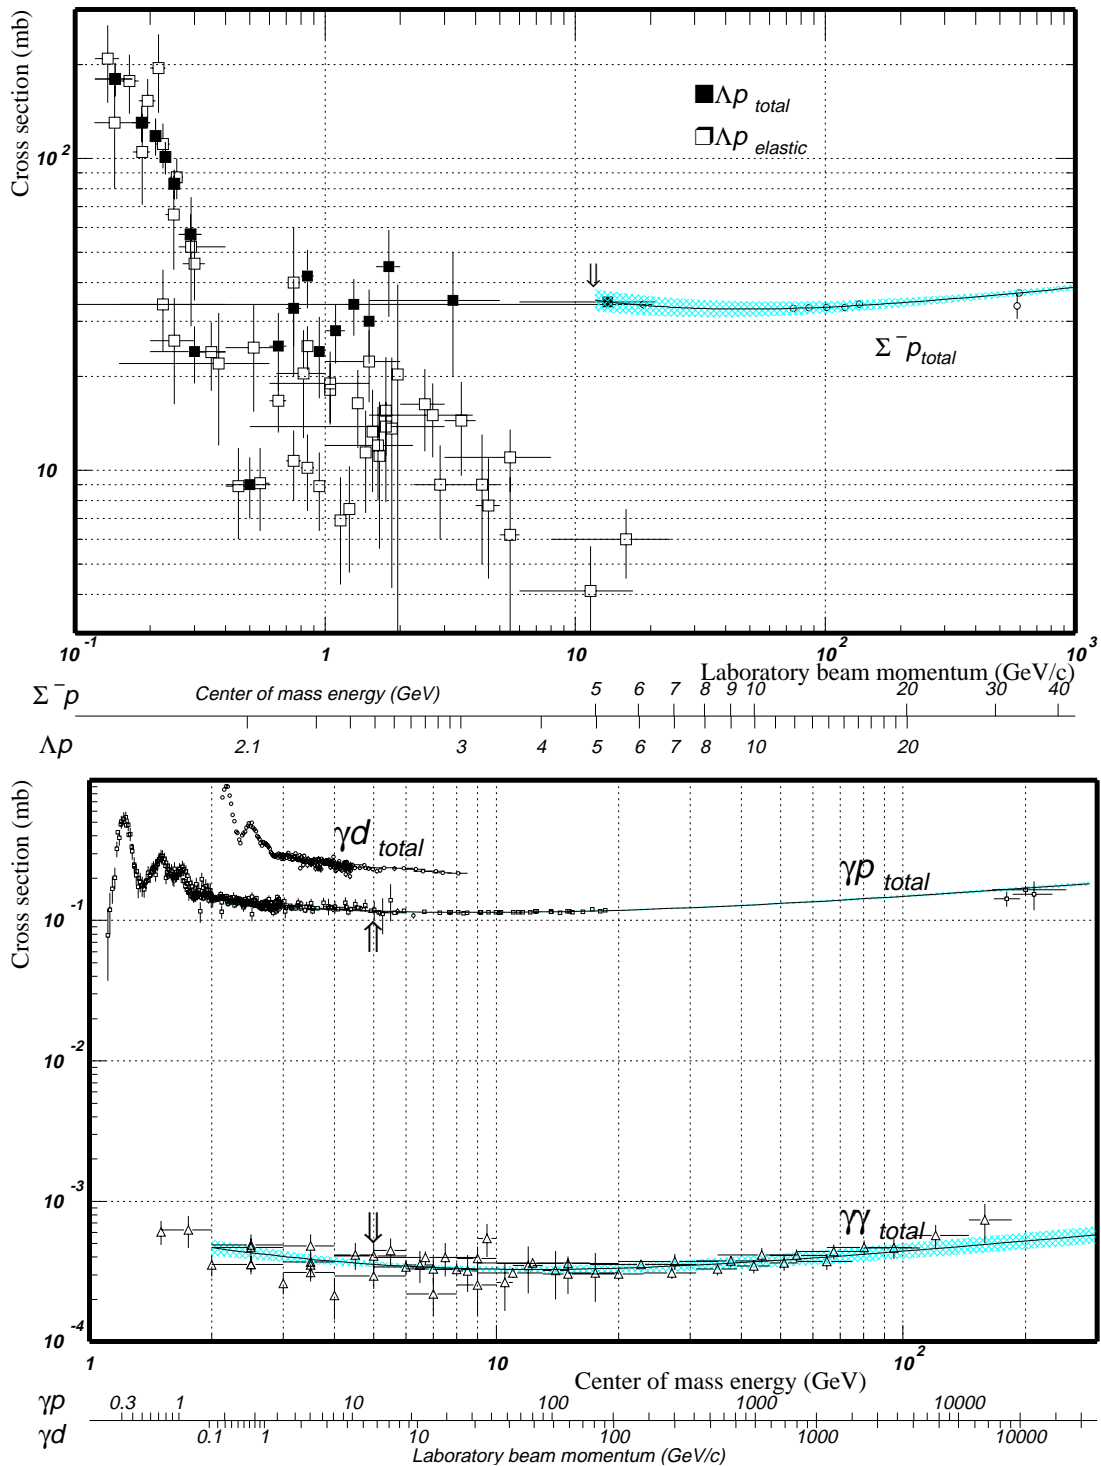 Cross section (mb)
10^2
10
Λp total
Λp elastic
⇓
Σ⁻p total
10^-1 1 10 10^2 10^3
Laboratory beam momentum (GeV/c)
Σ⁻p Center of mass energy (GeV) 5 6 7 8 9 10 20 30 40
Λp 2.1 3 4 5 6 7 8 10 20
Cross section (mb)
10^-1
10^-2
10^-3
10^-4
γd total
γp total
⇑
⇓
γγ total
1 10 10^2
Center of mass energy (GeV)
γp 0.3 1 10 100 1000 10000
γd 0.1 1 10 100 1000 10000
Laboratory beam momentum (GeV/c)